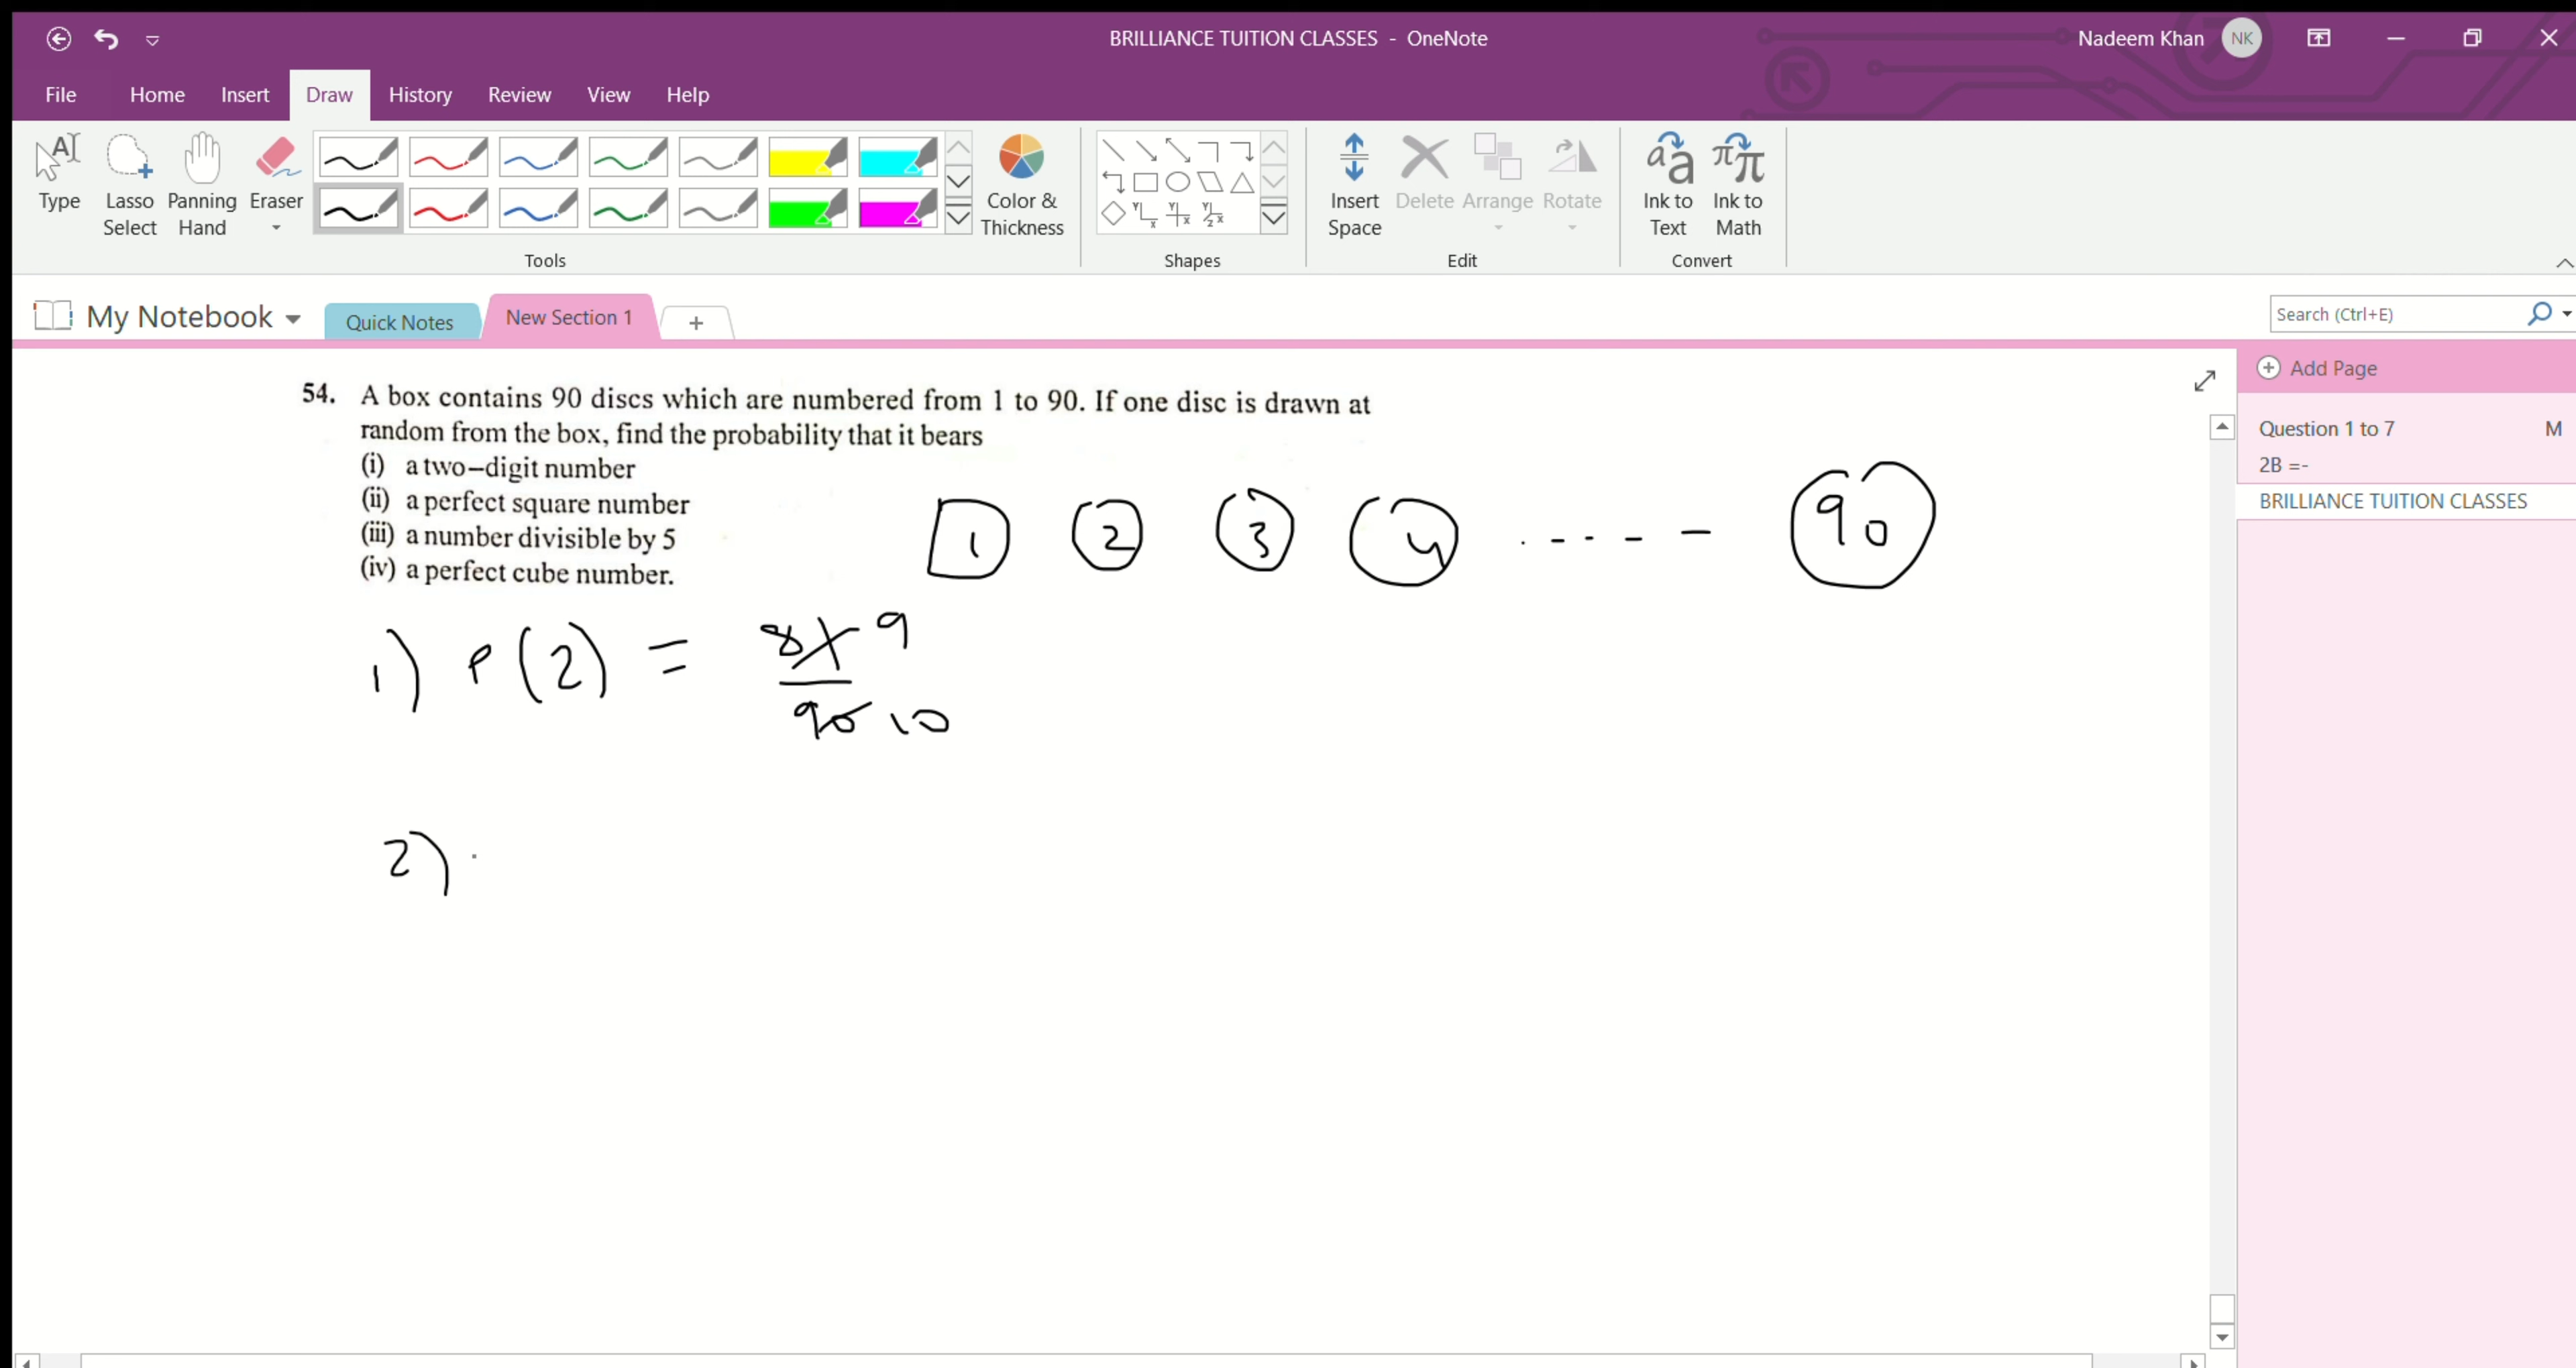 BRILLIANCE TUITION CLASSES - OneNote
Nadeem Khan NK
File Home Insert Draw History Review View Help
Type
Lasso Select
Panning Hand
Eraser
Color & Thickness
Insert Space
Delete
Arrange
Rotate
Ink to Text
Ink to Math
Tools Shapes Edit Convert
My Notebook Quick Notes New Section 1 +
Search (Ctrl+E)
Add Page
Question 1 to 7 M
2B =-
BRILLIANCE TUITION CLASSES
54. A box contains 90 discs which are numbered from 1 to 90. If one disc is drawn at
random from the box, find the probability that it bears
(i) a two-digit number
(ii) a perfect square number
(iii) a number divisible by 5
(iv) a perfect cube number.
1 2 3 4 ..... - 90
1) P(2) = 81 9
90 10
2)